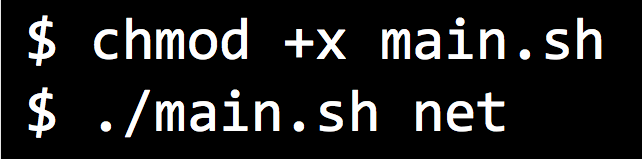 $ chmod +x main.sh
$ ./main.sh net